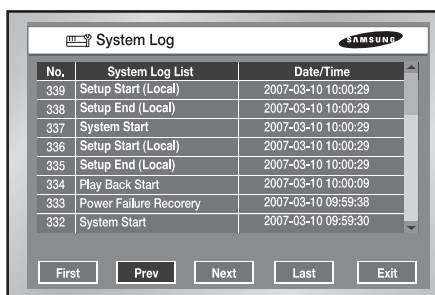 System Log
SAMSUNG
No. System Log List Date/Time
339 Setup Start (Local) 2007-03-10 10:00:29
338 Setup End (Local) 2007-03-10 10:00:29
337 System Start 2007-03-10 10:00:29
336 Setup Start (Local) 2007-03-10 10:00:29
335 Setup End (Local) 2007-03-10 10:00:29
334 Play Back Start 2007-03-10 10:00:09
333 Power Failure Recorery 2007-03-10 09:59:38
332 System Start 2007-03-10 09:59:30
First Prev Next Last Exit